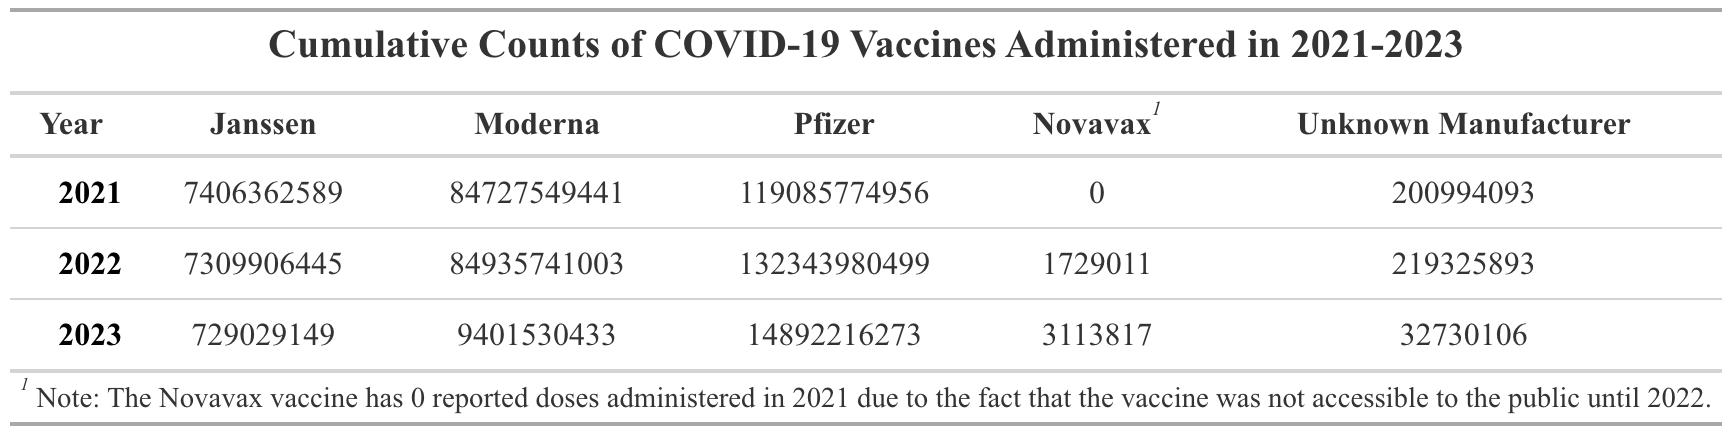 Cumulative Counts of COVID-19 Vaccines Administered in 2021-2023
Year Janssen Moderna Pfizer Novavax1 Unknown Manufacturer
2021 7406362589 84727549441 119085774956 0 200994093
2022 7309906445 84935741003 132343980499 1729011 219325893
2023 729029149 9401530433 14892216273 3113817 32730106
1 Note: The Novavax vaccine has 0 reported doses administered in 2021 due to the fact that the vaccine was not accessible to the public until 2022.